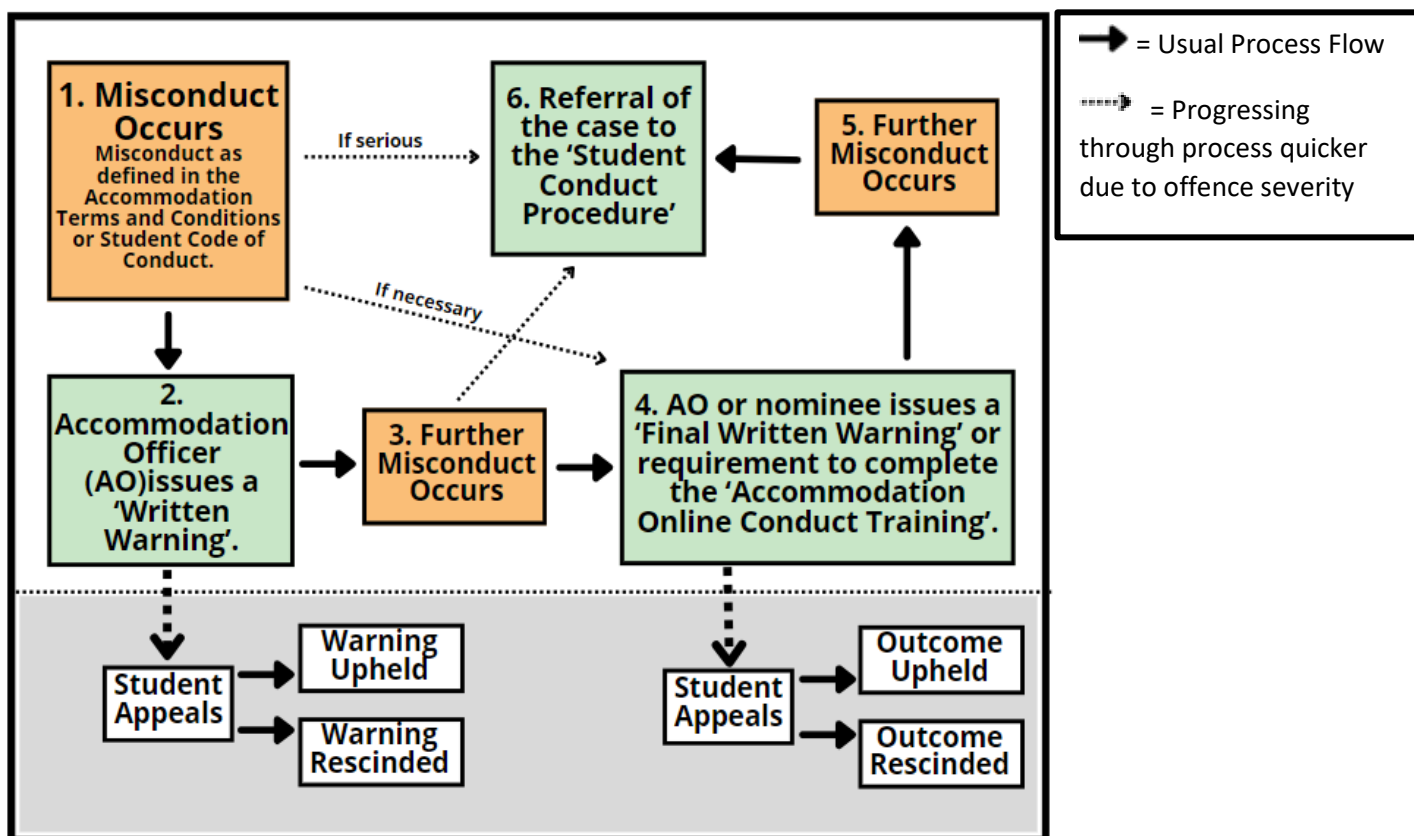 1. Misconduct
Occurs
Misconduct as
defined in the
Accommodation
Terms and Conditions
or Student Code of
Conduct.
If serious
6. Referral of
the case to
the ‘Student
Conduct
Procedure’
5. Further
Misconduct
Occurs
If necessary
2.
Accommodation
Officer
(AO)issues a
‘Written
Warning’.
3. Further
Misconduct
Occurs
4. AO or nominee issues a
‘Final Written Warning’ or
requirement to complete
the ‘Accommodation
Online Conduct Training’.
Student
Appeals
Warning
Upheld
Warning
Rescinded
Student
Appeals
Outcome
Upheld
Outcome
Rescinded
= Usual Process Flow
= Progressing
through process quicker
due to offence severity